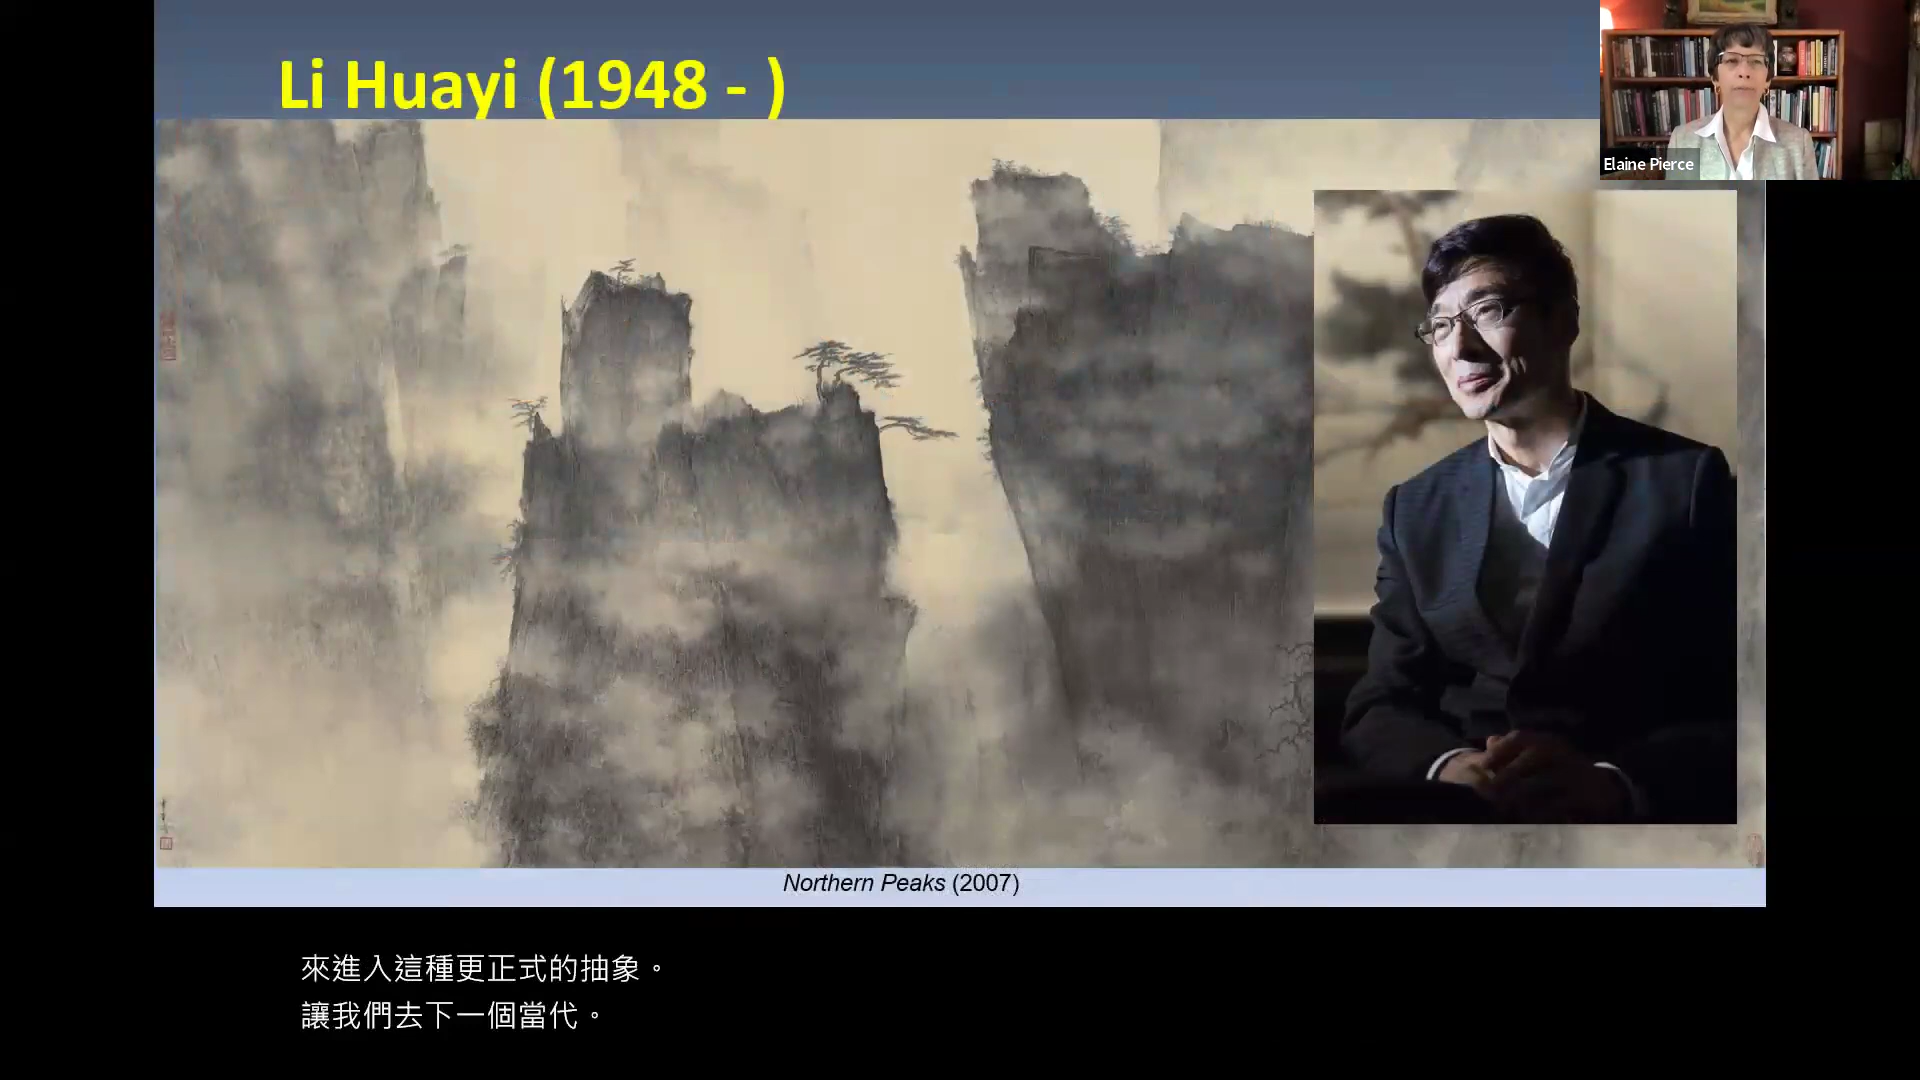 Li Huayi (1948 - )
Elaine Pierce
Northern Peaks (2007)
來進入這種更正式的抽象。
讓我們去下一個當代。